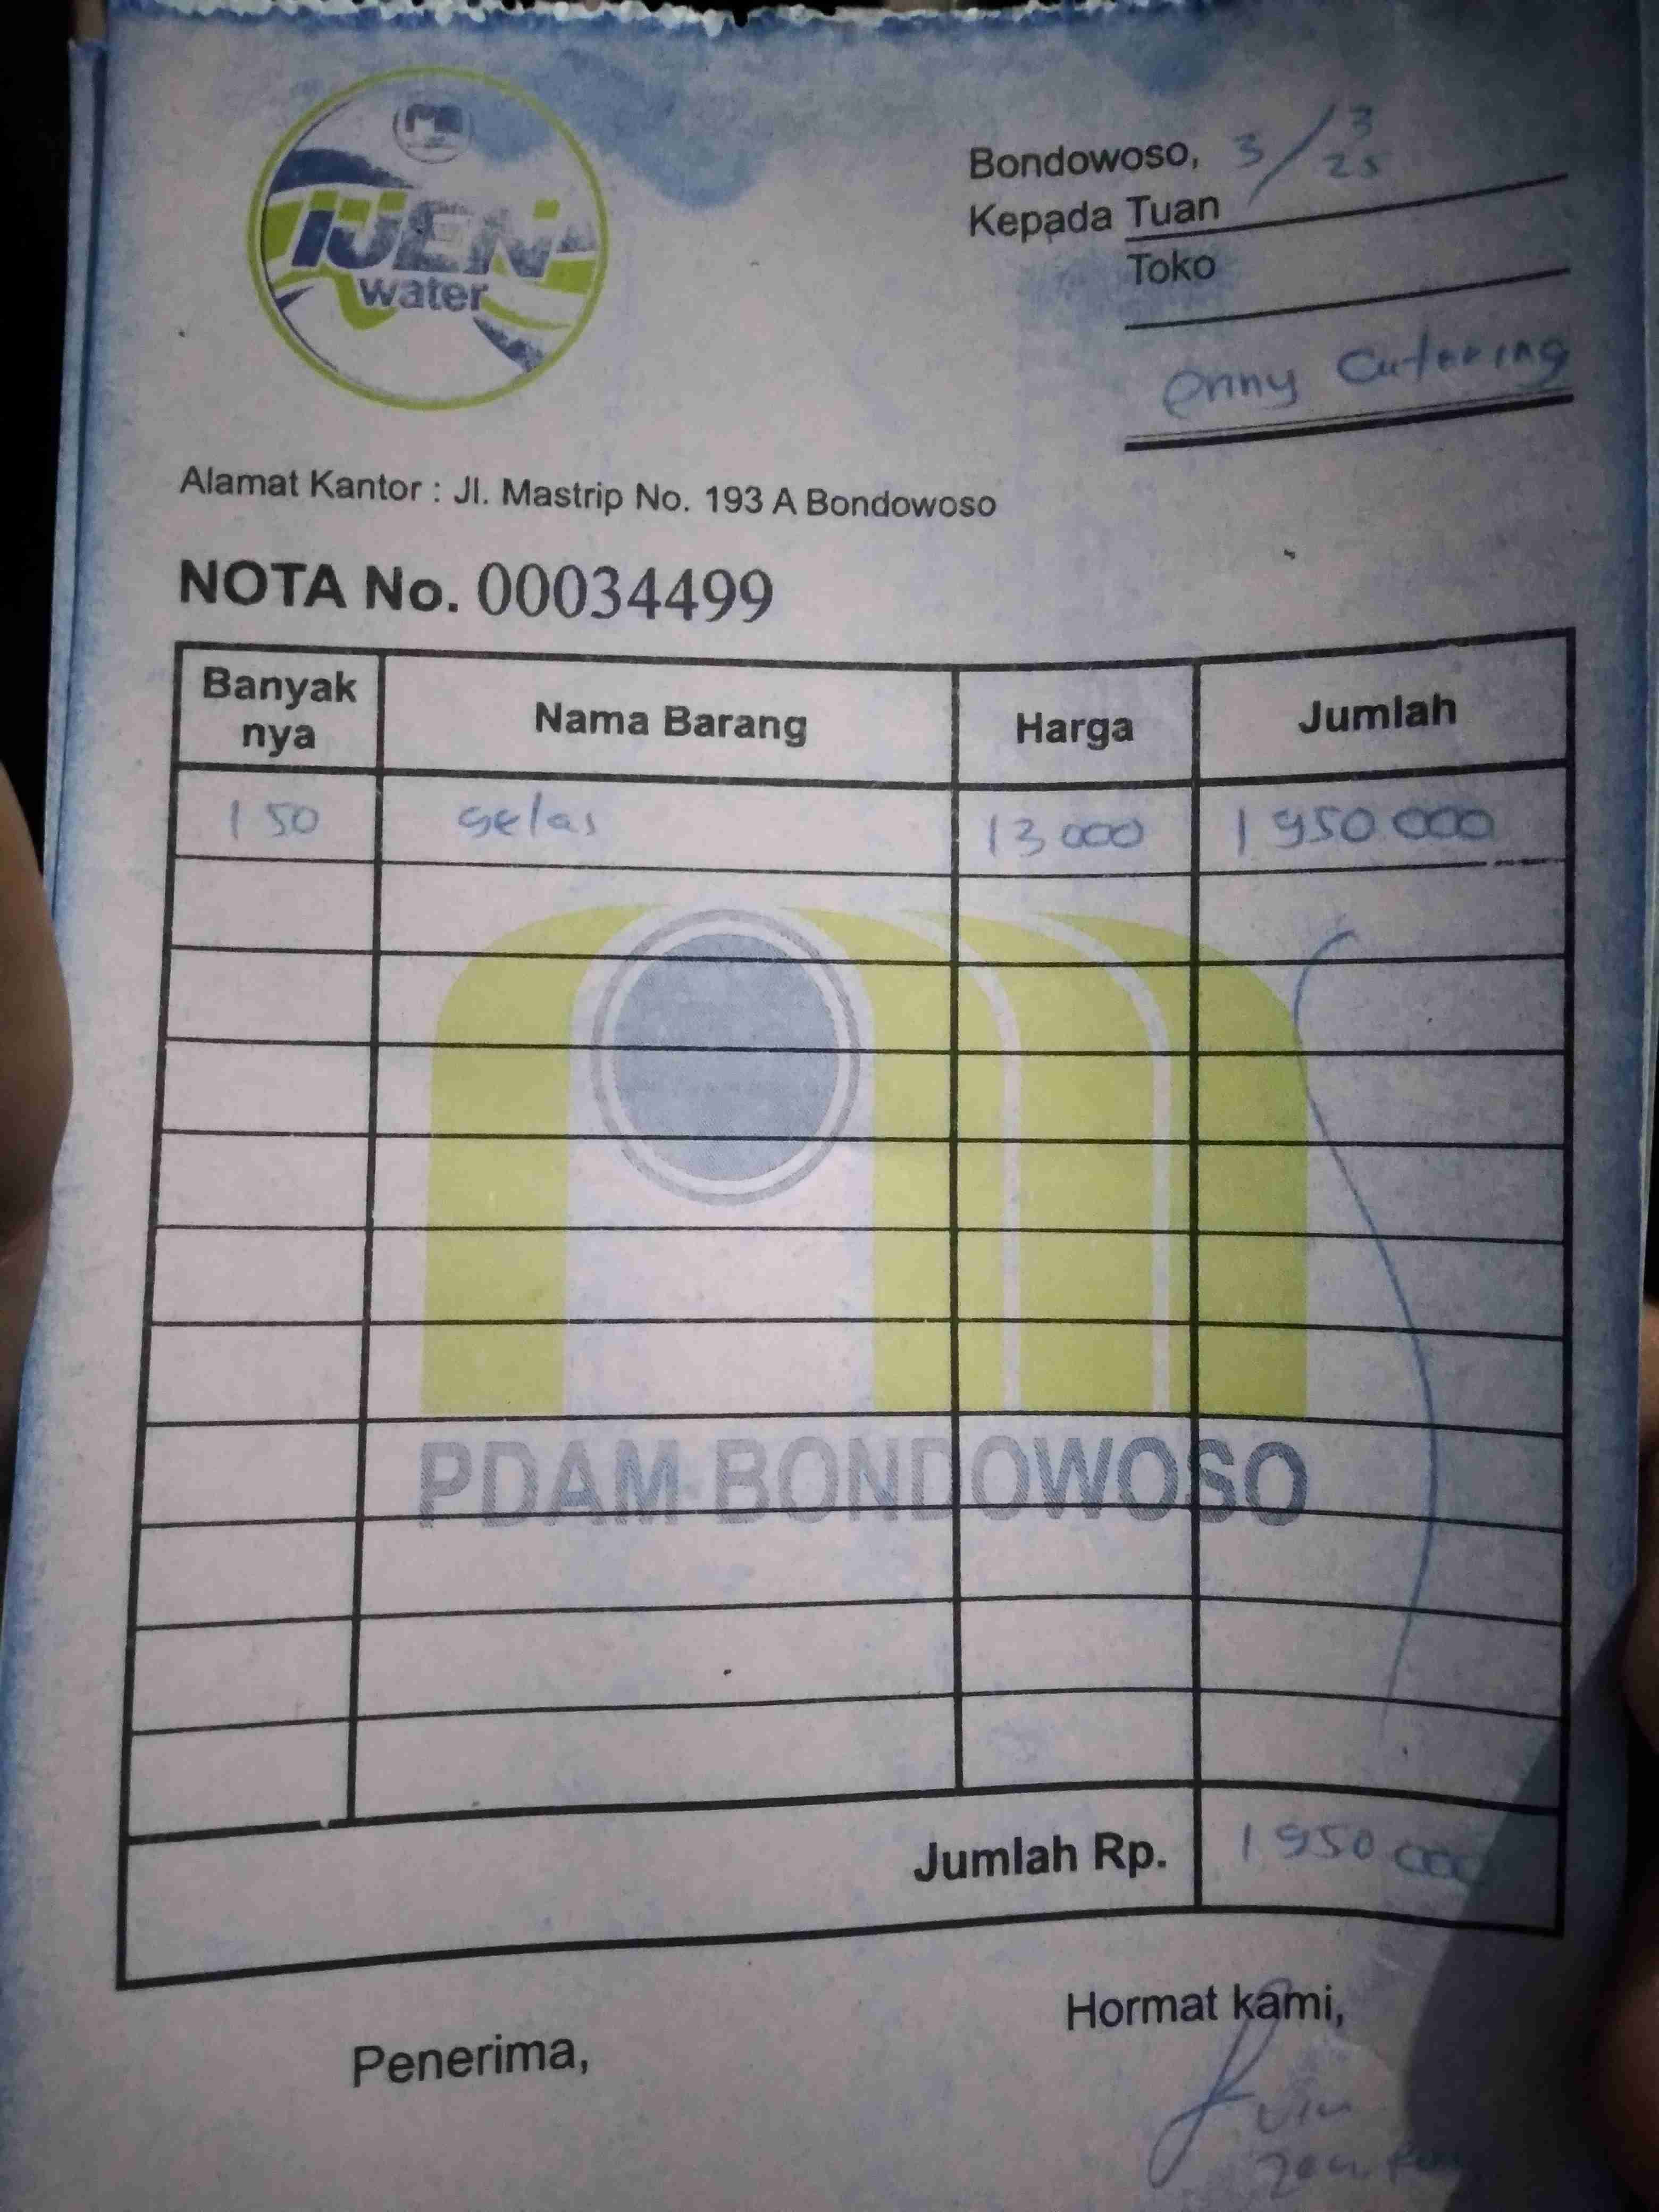 IJEN
water
Bondowoso, 3/3 25
Kepada Tuan
Toko
enny Catering
Alamat Kantor : Jl. Mastrip No. 193 A Bondowoso
NOTA No. 00034499
Banyak nya Nama Barang Harga Jumlah
150 gelas 13 000 1 950 000
PDAM BONDOWOSO
Jumlah Rp. 1 950 000
Hormat kami,
Penerima,